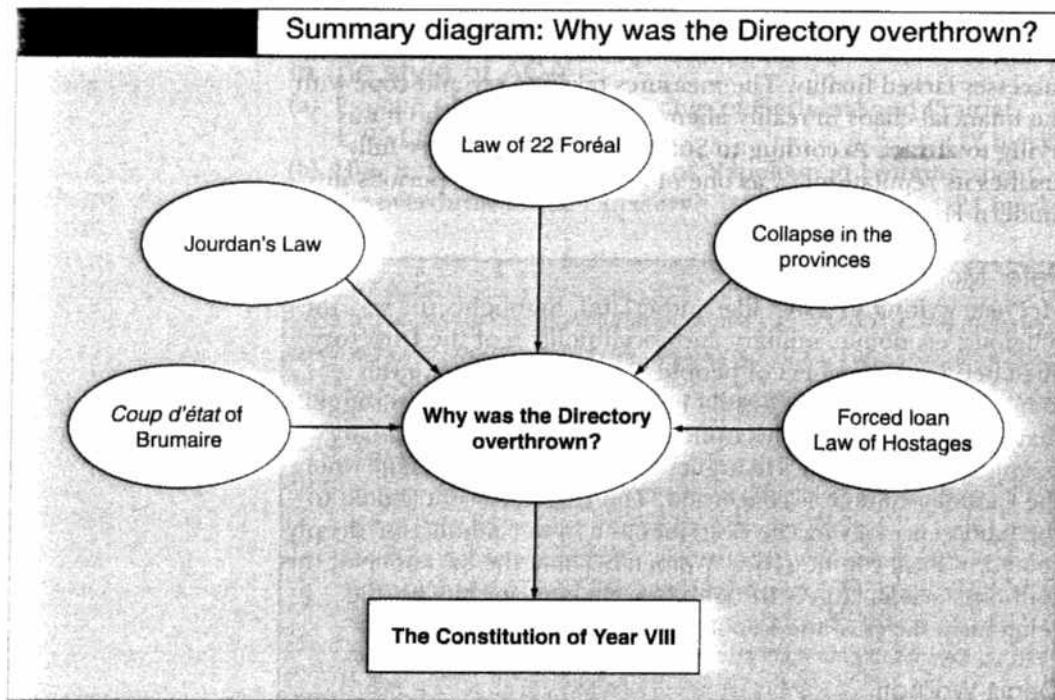 Summary diagram: Why was the Directory overthrown?
Law of 22 Foréal
Jourdan's Law
Collapse in the
provinces
Coup d'état of
Brumaire
Why was the Directory
overthrown?
Forced loan
Law of Hostages
The Constitution of Year VIII